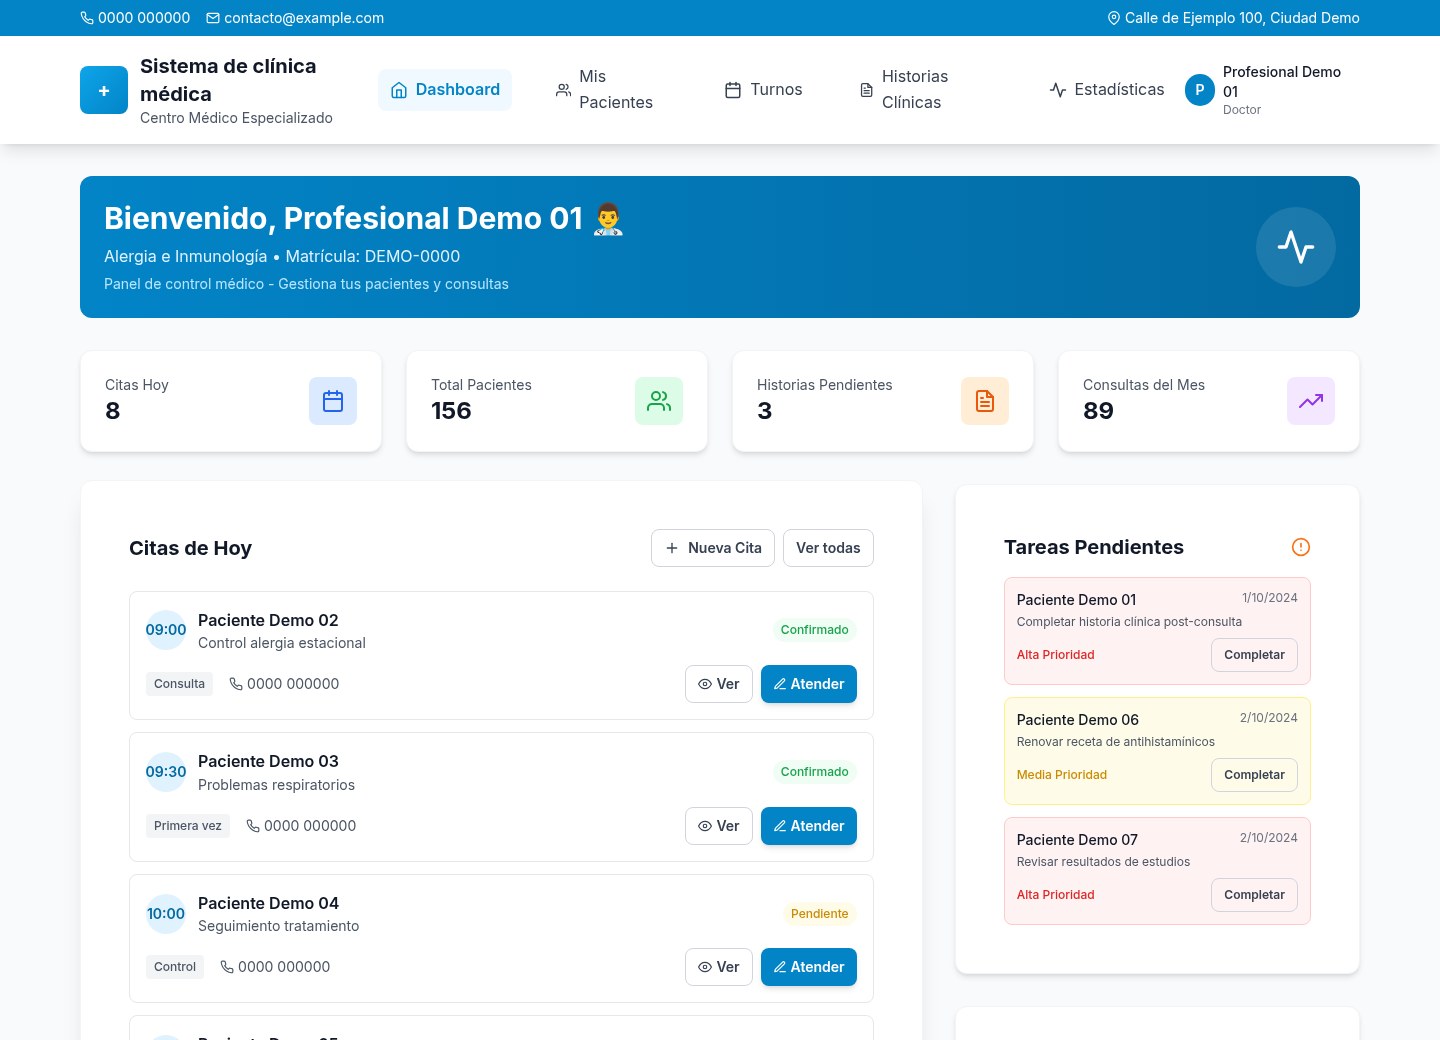 0000 000000
contacto@example.com
Calle de Ejemplo 100, Ciudad Demo
+
Sistema de clínica
médica
Centro Médico Especializado
Dashboard
Mis
Pacientes
Turnos
Historias
Clínicas
Estadísticas
P
Profesional Demo
01
Doctor
Bienvenido, Profesional Demo 01 👨‍⚕️
Alergia e Inmunología • Matrícula: DEMO-0000
Panel de control médico - Gestiona tus pacientes y consultas
Citas Hoy
8
Total Pacientes
156
Historias Pendientes
3
Consultas del Mes
89
Citas de Hoy
Nueva Cita
Ver todas
09:00
Paciente Demo 02
Control alergia estacional
Confirmado
Consulta
0000 000000
Ver
Atender
09:30
Paciente Demo 03
Problemas respiratorios
Confirmado
Primera vez
0000 000000
Ver
Atender
10:00
Paciente Demo 04
Seguimiento tratamiento
Pendiente
Control
0000 000000
Ver
Atender
Tareas Pendientes
Paciente Demo 01
1/10/2024
Completar historia clínica post-consulta
Alta Prioridad
Completar
Paciente Demo 06
2/10/2024
Renovar receta de antihistamínicos
Media Prioridad
Completar
Paciente Demo 07
2/10/2024
Revisar resultados de estudios
Alta Prioridad
Completar